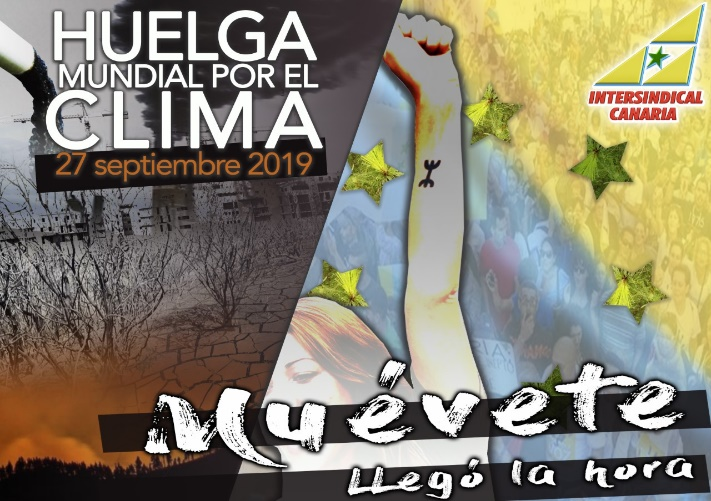 HUELGA
MUNDIAL POR EL
CLIMA
27 septiembre 2019
INTERSINDICAL
CANARIA
Muévete
LLegó la hora